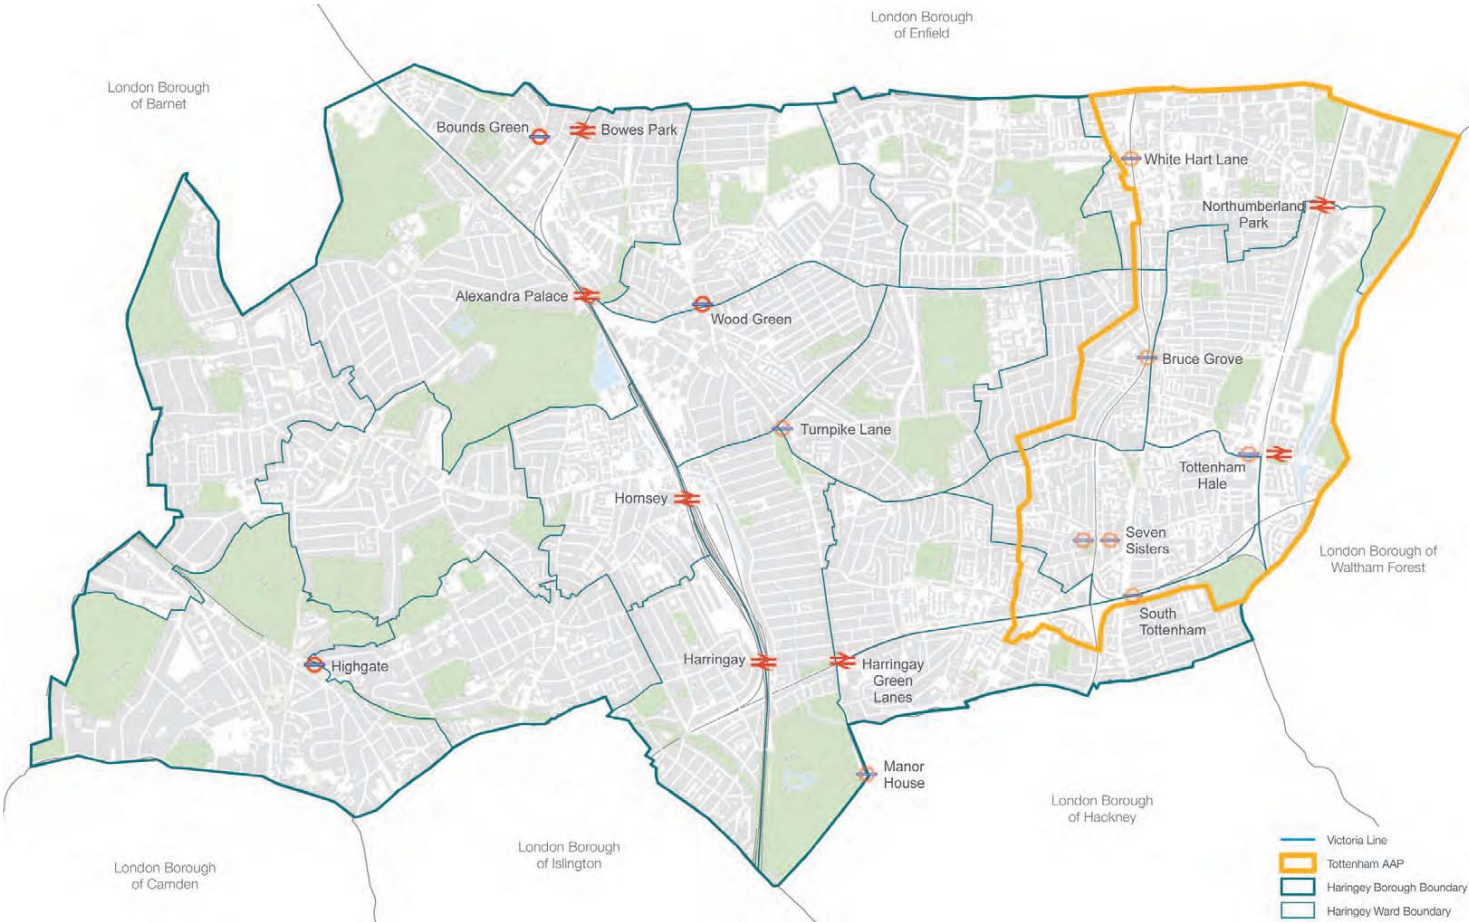 London Borough
of Enfield
London Borough
of Barnet
Bounds Green
Bowes Park
White Hart Lane
Northumberland
Park
Alexandra Palace
Wood Green
Bruce Grove
Turnpike Lane
Tottenham
Hale
Hornsey
Seven
Sisters
London Borough of
Waltham Forest
South
Tottenham
Highgate
Harringay
Harringay
Green
Lanes
Manor
House
London Borough
of Hackney
London Borough
of Islington
London Borough
of Camden
Victoria Line
Tottenham AAP
Haringey Borough Boundary
Haringey Ward Boundary